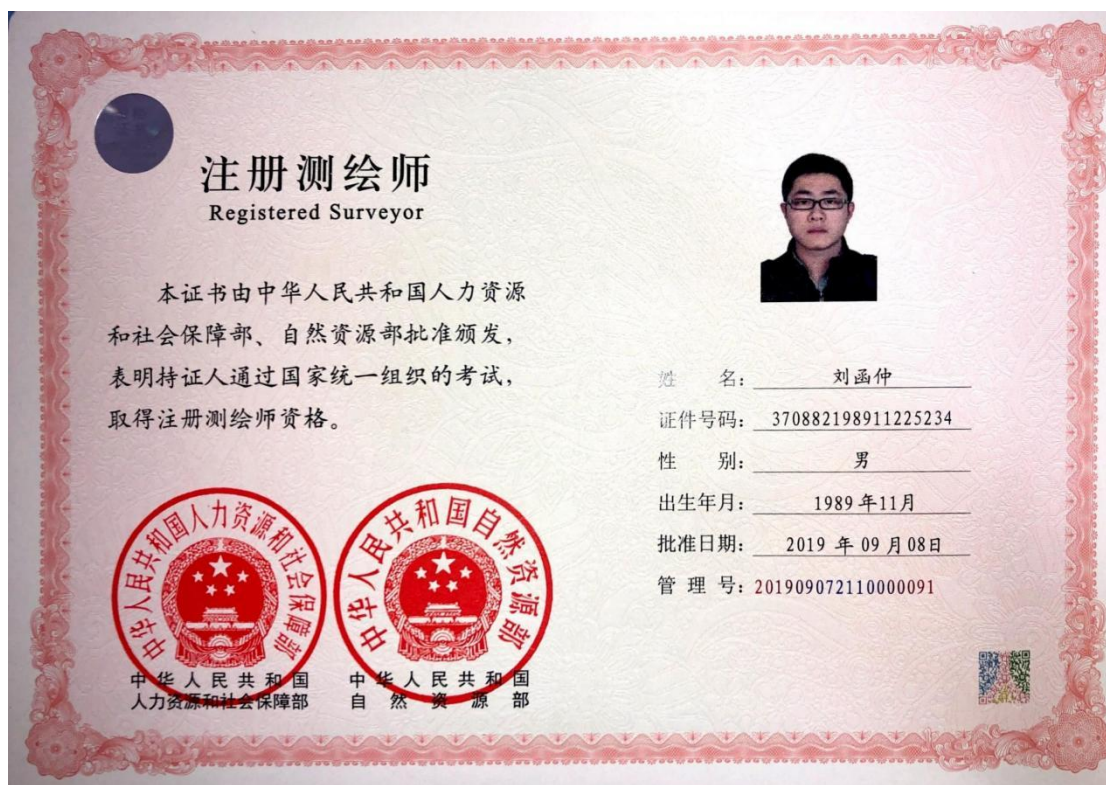 注册测绘师
Registered Surveyor
本证书由中华人民共和国人力资源
和社会保障部、自然资源部批准颁发，
表明持证人通过国家统一组织的考试，
取得注册测绘师资格。
中华人民共和国人力资源和社会保障部
中华人民共和国自然资源部
中华人民共和国
人力资源和社会保障部
中华人民共和国
自然资源部
姓 名： 刘函仲
证件号码： 370882198911225234
性 别： 男
出生年月： 1989年11月
批准日期： 2019 年 09 月 08日
管 理 号：201909072110000091